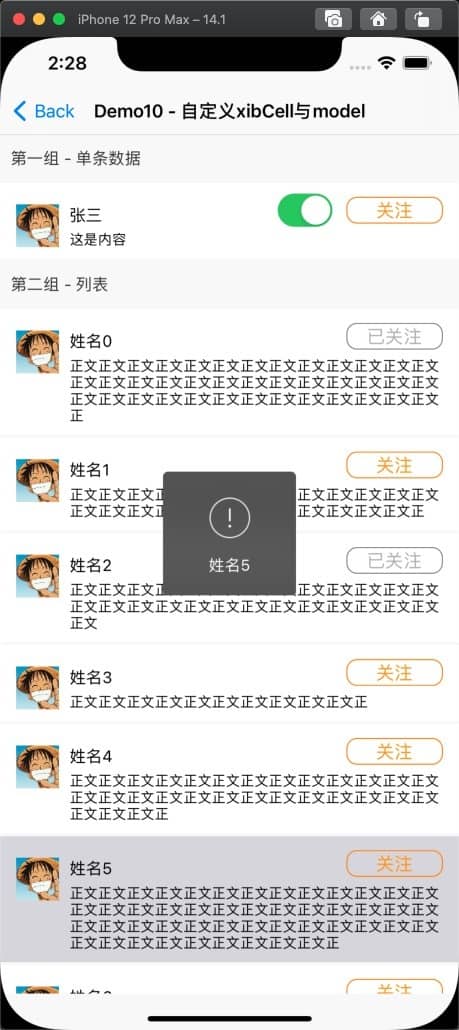 iPhone 12 Pro Max – 14.1
2:28
Back
Demo10 - 自定义xibCell与model
第一组 - 单条数据
张三
关注
这是内容
第二组 - 列表
姓名0
已关注
正文正文正文正文正文正文正文正文正文正文正文正文正文
正文正文正文正文正文正文正文正文正文正文正文正文正文
正文正文正文正文正文正文正文正文正文正文正文正文正文
正
姓名1
关注
正文正文正文 正文正文正文正文正文
正文正文正文 正文正文正文正文正
姓名5
姓名2
已关注
正文正文正文 正文正文正文正文正文
正文正文正文正文正文正文正文正文正文正文正文正文正文
正文
姓名3
关注
正文正文正文正文正文正文正文正文正文正文正
姓名4
关注
正文正文正文正文正文正文正文正文正文正文正文正文正文
正文正文正文正文正文正文正文正文正文正文正文正文正文
正文正文正文正
姓名5
关注
正文正文正文正文正文正文正文正文正文正文正文正文正文
正文正文正文正文正文正文正文正文正文正文正文正文正文
正文正文正文正文正文正文正文正文正文正文正文正文正文
正文正文正文正文正文正文正文正文正文正